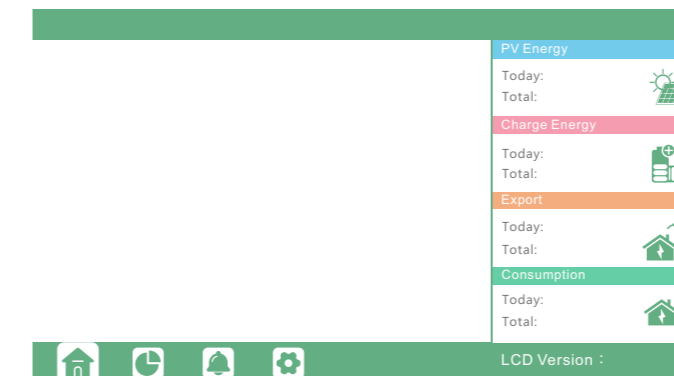 PV Energy
Today:
Total:
Charge Energy
Today:
Total:
Export
Today:
Total:
Consumption
Today:
Total:
LCD Version：